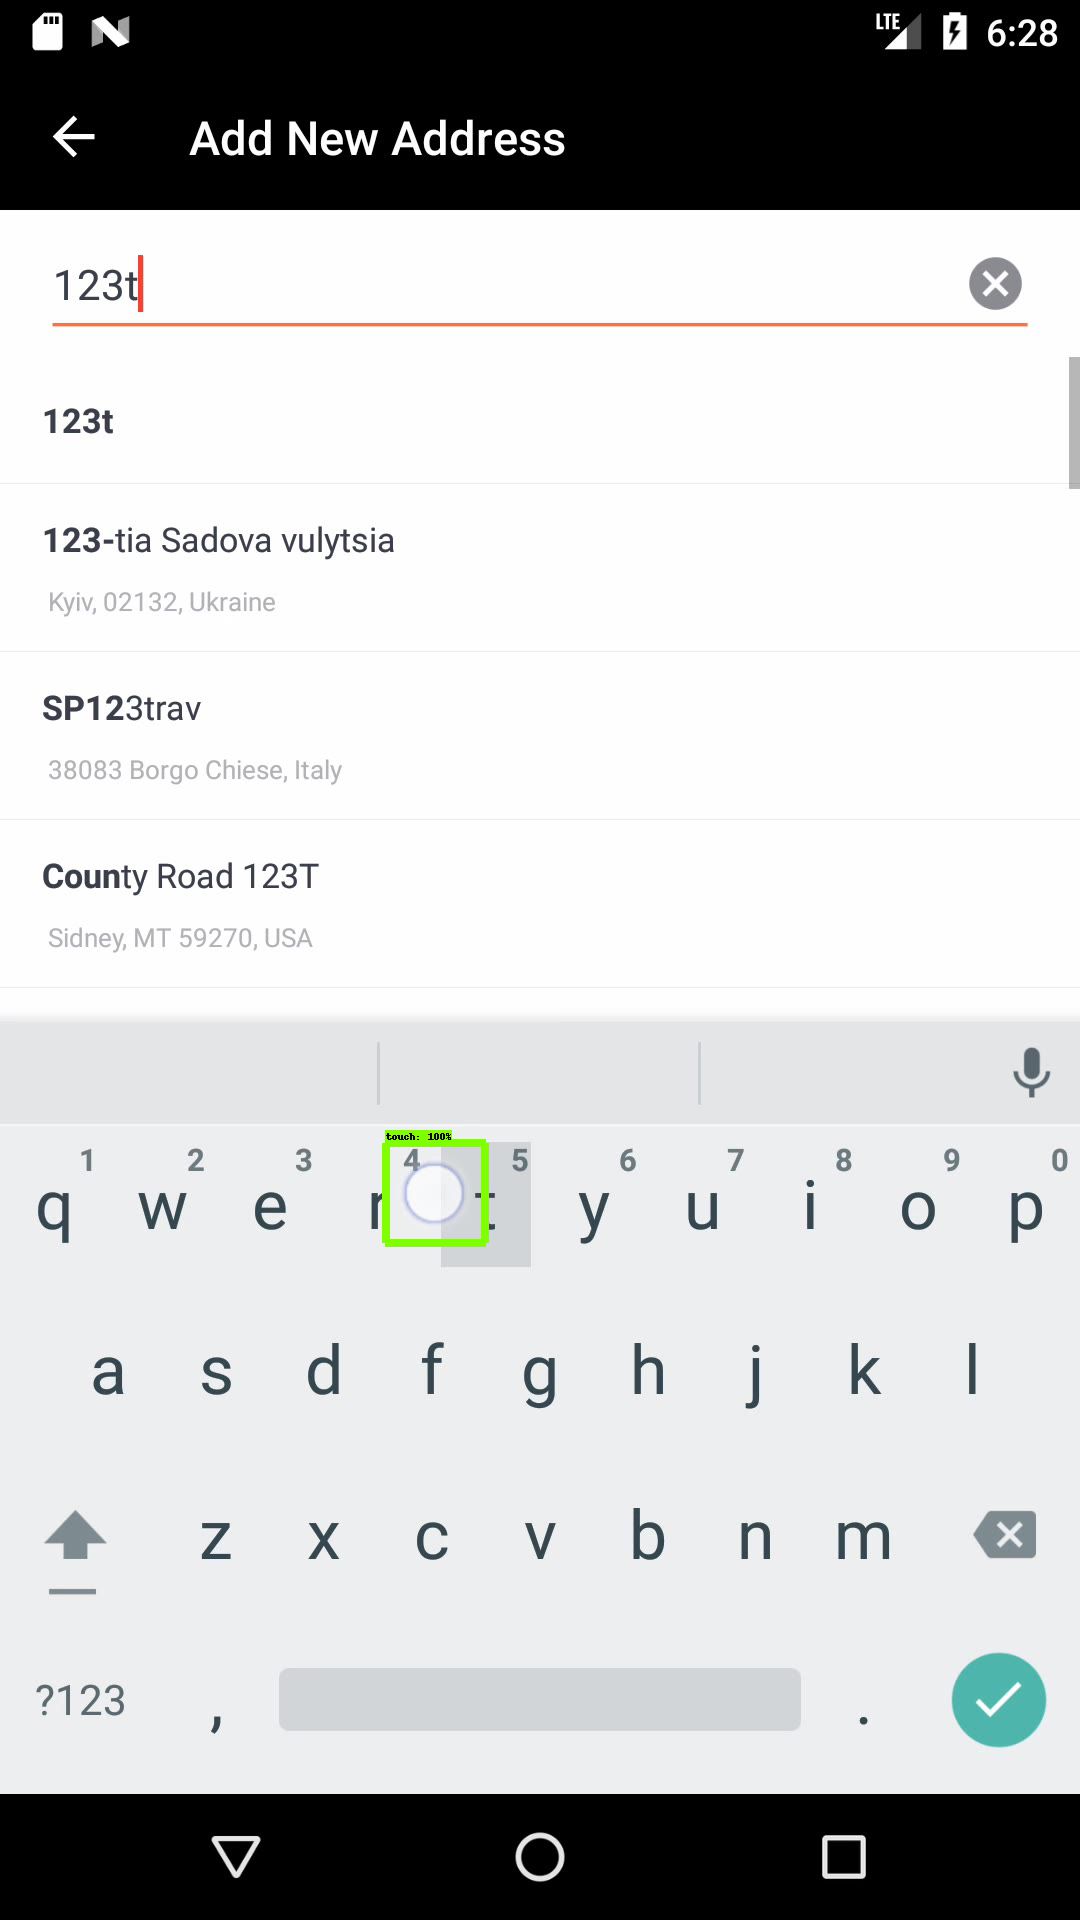 LTE 6:28
Add New Address
123t
123t
123-tia Sadova vulytsia
Kyiv, 02132, Ukraine
SP123trav
38083 Borgo Chiese, Italy
County Road 123T
Sidney, MT 59270, USA
touch: 100%
1 2 3 4 5 6 7 8 9 0
q w e r t y u i o p
a s d f g h j k l
z x c v b n m
?123 , .